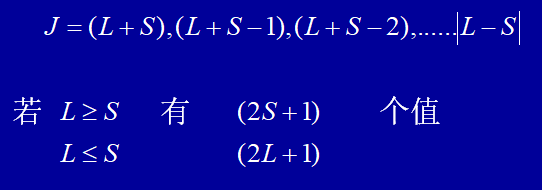 J = (L+S),(L+S−1),(L+S−2),......|L−S|
若 L ≥ S 有 (2S+1) 个值
L ≤ S (2L+1)